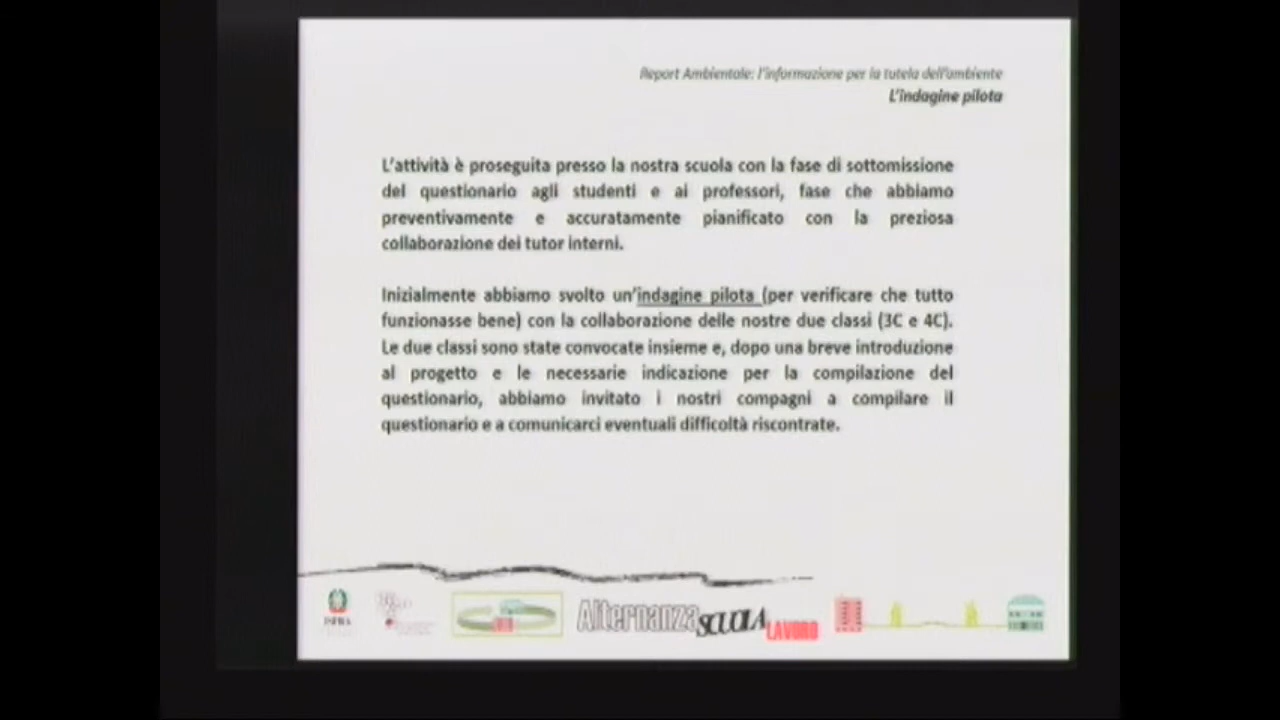 Report Ambientale: l'informazione per la tutela dell'ambiente
L'indagine pilota
L'attività è proseguita presso la nostra scuola con la fase di sottomissione
del questionario agli studenti e ai professori, fase che abbiamo
preventivamente e accuratamente pianificato con la preziosa
collaborazione dei tutor interni.
Inizialmente abbiamo svolto un'indagine pilota (per verificare che tutto
funzionasse bene) con la collaborazione delle nostre due classi (3C e 4C).
Le due classi sono state convocate insieme e, dopo una breve introduzione
al progetto e le necessarie indicazione per la compilazione del
questionario, abbiamo invitato i nostri compagni a compilare il
questionario e a comunicarci eventuali difficoltà riscontrate.
ISPRA
Alternanza SCUOLA LAVORO